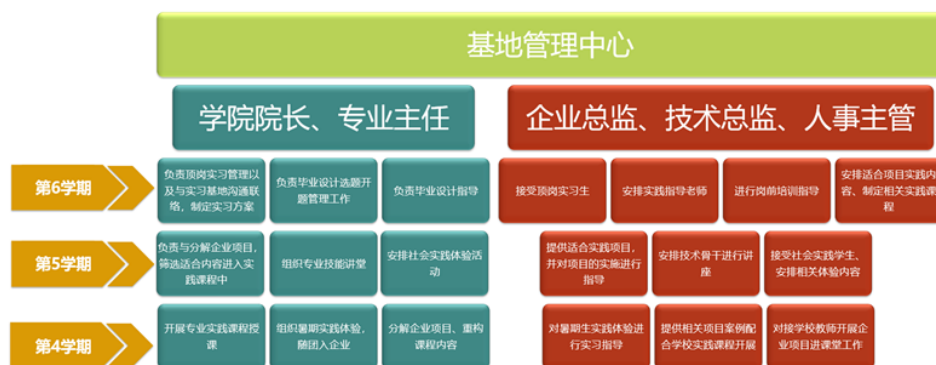 基地管理中心
学院院长、专业主任
企业总监、技术总监、人事主管
第6学期
负责顶岗实习管理以
及与实习基地沟通联
络，制定实习方案
负责毕业设计选题开
题管理工作
负责毕业设计指导
接受顶岗实习生
安排实践指导老师
进行岗前培训指导
安排适合项目实践内
容、制定相关实践课
程
第5学期
负责与分解企业项目，
筛选适合内容进入实
践课程中
组织专业技能讲堂
安排社会实践体验活
动
提供适合实践项目，
并对项目的实施进行
指导
安排技术骨干进行讲
座
接受社会实践学生、
安排相关体验内容
第4学期
开展专业实践课程授
课
组织暑期实践体验，
随团入企业
分解企业项目、重构
课程内容
对暑期生实践体验进
行实习指导
提供相关项目案例配
合学校实践课程开展
对接学校教师开展企
业项目进课堂工作